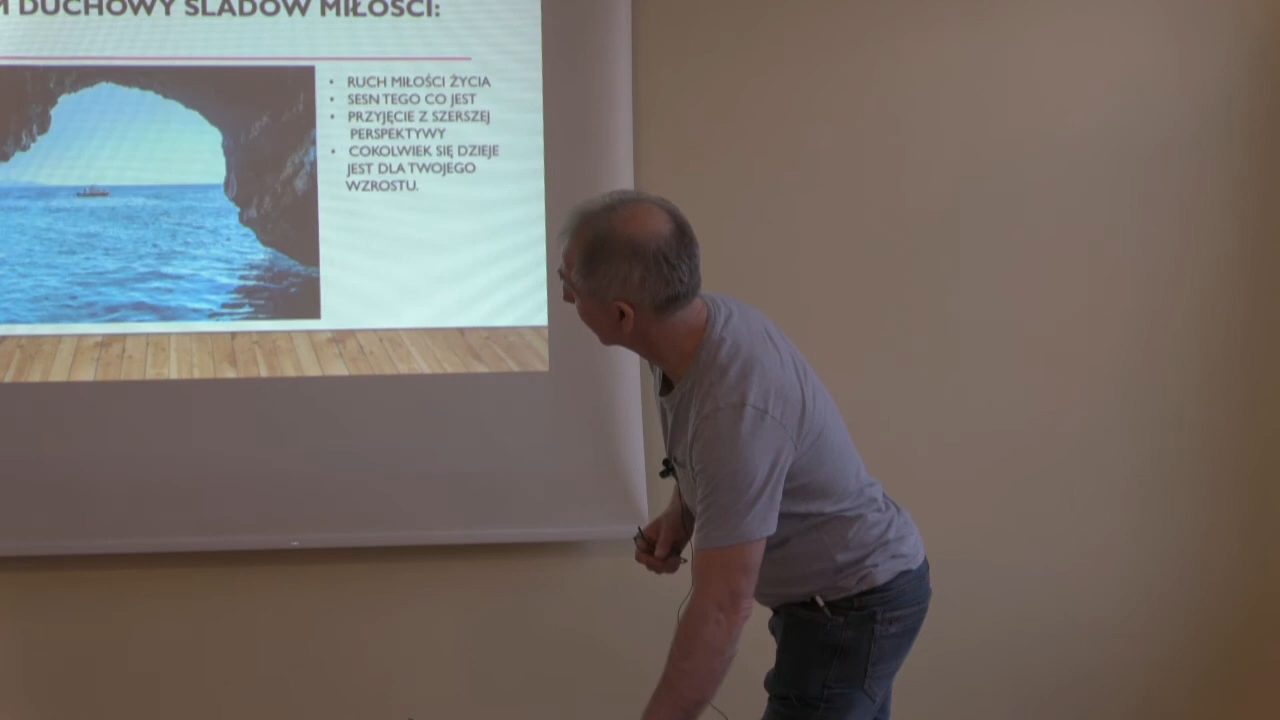 DUCHOWY ŚLADÓW MIŁOŚCI:
• RUCH MIŁOŚCI ŻYCIA
• SESN TEGO CO JEST
• PRZYJĘCIE Z SZERSZEJ
PERSPEKTYWY
• COKOLWIEK SIĘ DZIEJE
JEST DLA TWOJEGO
WZROSTU.